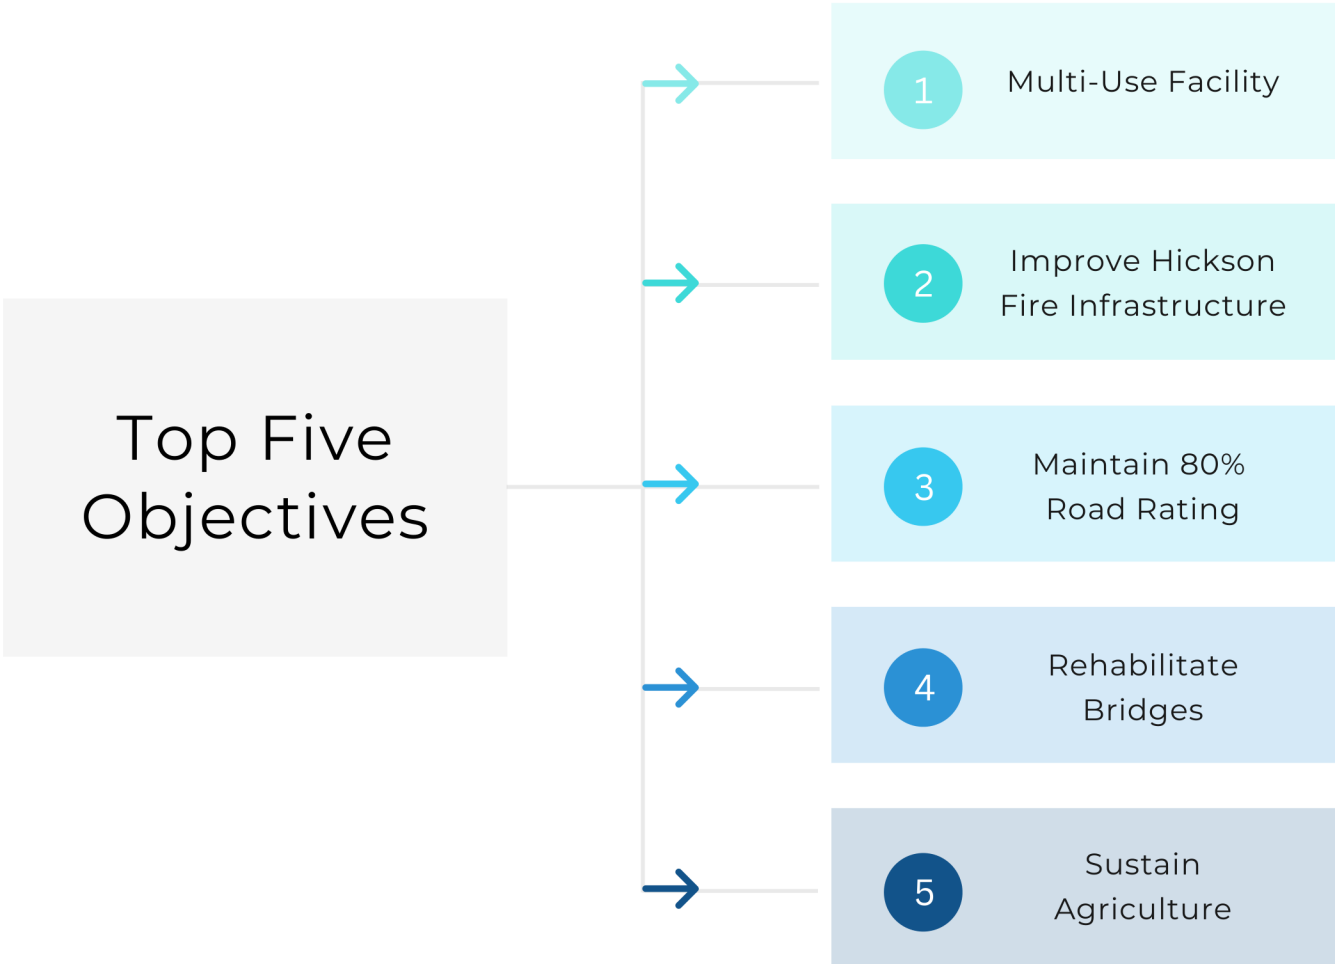 Top Five
Objectives
1
Multi-Use Facility
2
Improve Hickson
Fire Infrastructure
3
Maintain 80%
Road Rating
4
Rehabilitate
Bridges
5
Sustain
Agriculture